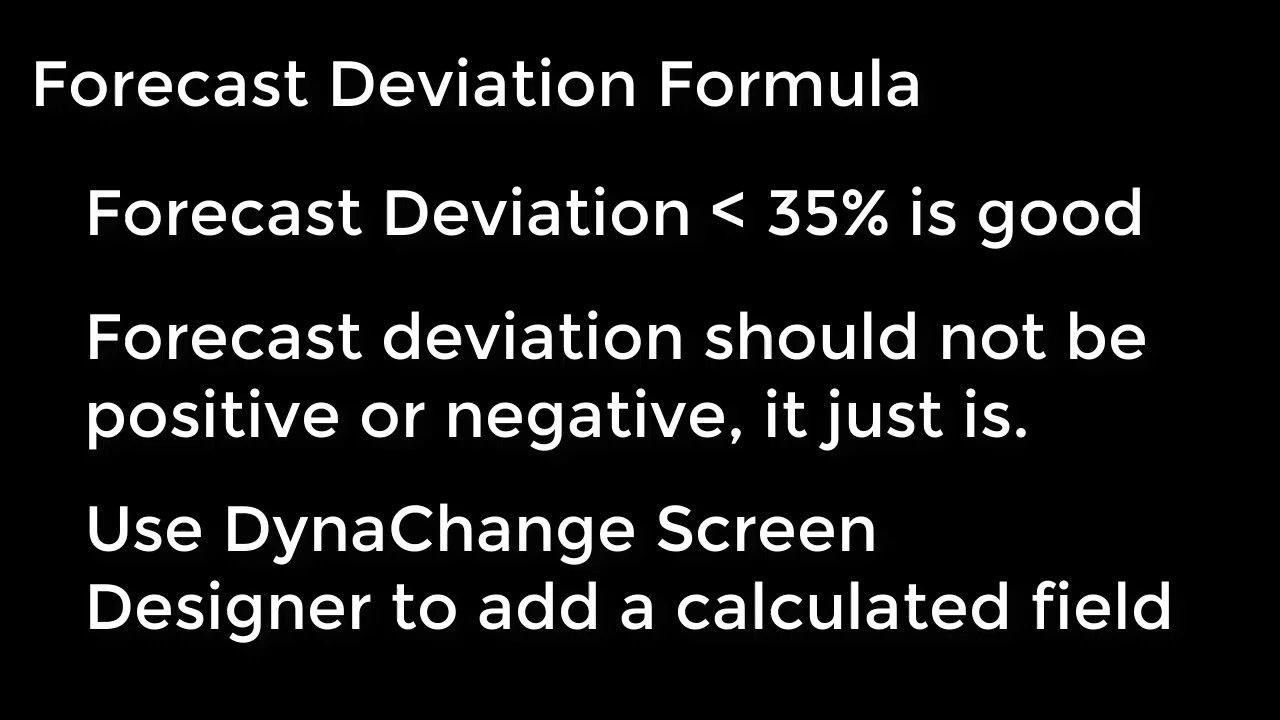 Forecast Deviation Formula
Forecast Deviation < 35% is good
Forecast deviation should not be
positive or negative, it just is.
Use DynaChange Screen
Designer to add a calculated field